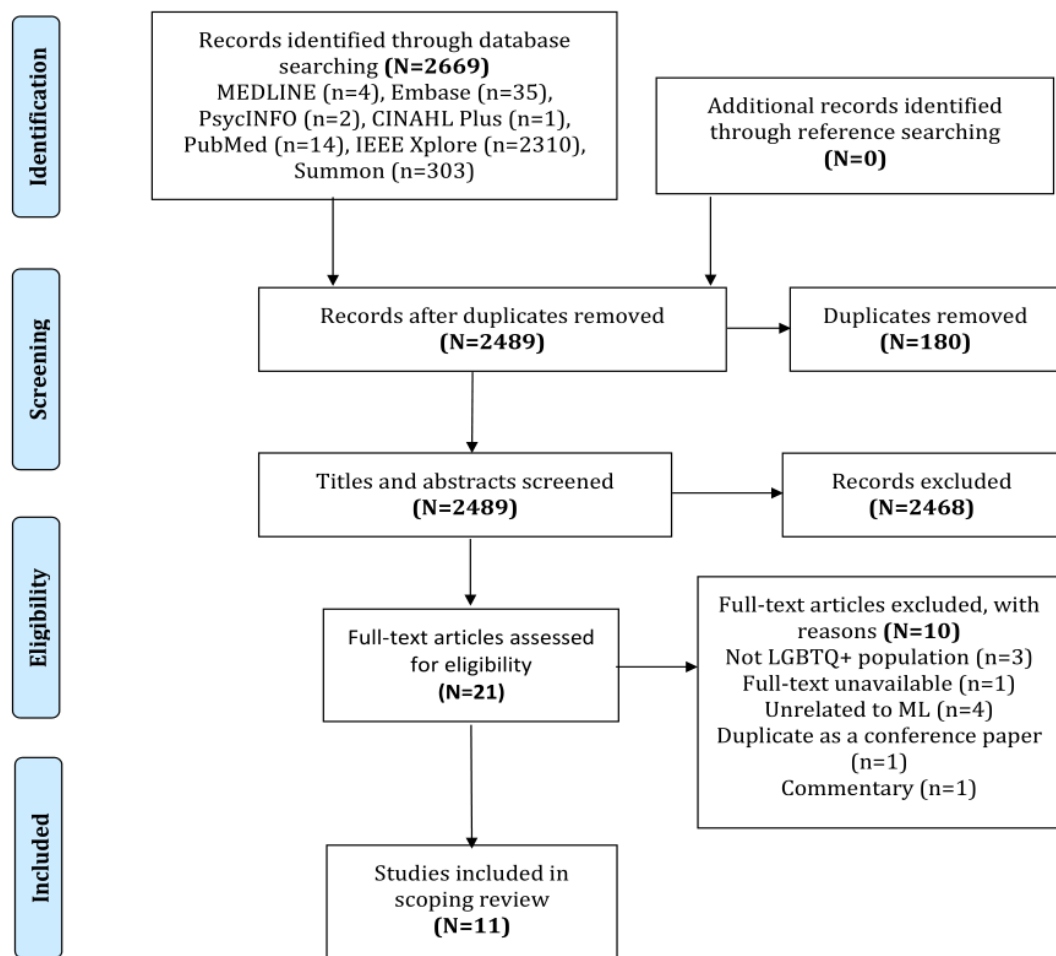 Identification
Records identified through database
searching (N=2669)
MEDLINE (n=4), Embase (n=35),
PsycINFO (n=2), CINAHL Plus (n=1),
PubMed (n=14), IEEE Xplore (n=2310),
Summon (n=303)
Additional records identified
through reference searching
(N=0)
Screening
Records after duplicates removed
(N=2489)
Duplicates removed
(N=180)
Titles and abstracts screened
(N=2489)
Records excluded
(N=2468)
Eligibility
Full-text articles assessed
for eligibility
(N=21)
Full-text articles excluded, with
reasons (N=10)
Not LGBTQ+ population (n=3)
Full-text unavailable (n=1)
Unrelated to ML (n=4)
Duplicate as a conference paper
(n=1)
Commentary (n=1)
Included
Studies included in
scoping review
(N=11)